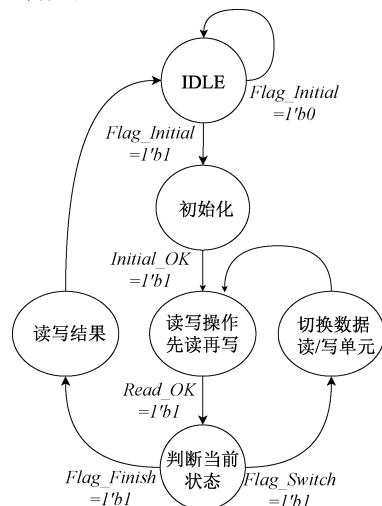 IDLE
Flag_Initial
=1'b0
Flag_Initial
=1'b1
初始化
Initial_OK
=1'b1
读写结果
读写操作
先读再写
切换数据
读/写单元
Read_OK
=1'b1
判断当前
状态
Flag_Finish
=1'b1
Flag_Switch
=1'b1